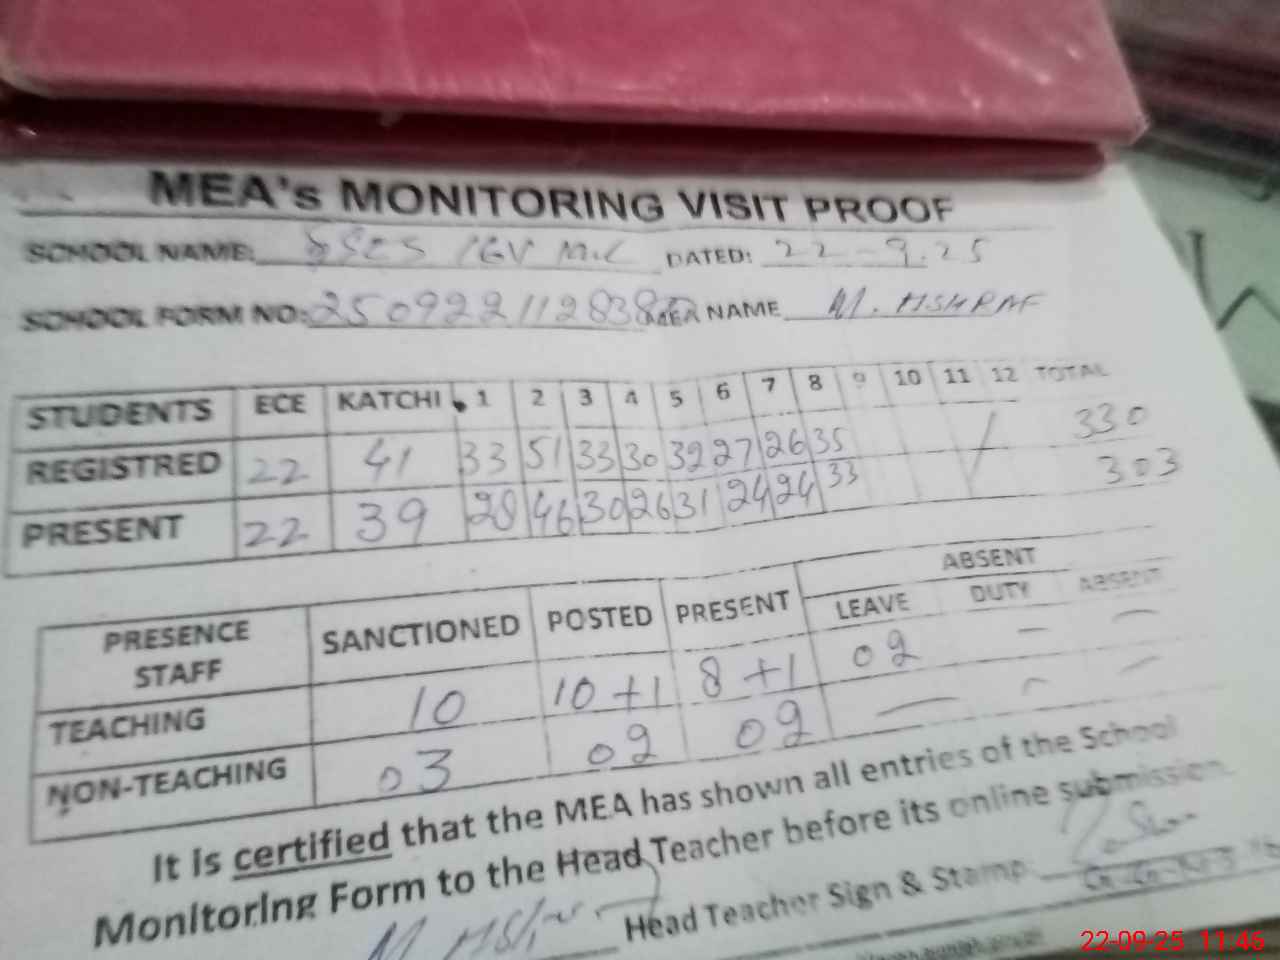 MEA's MONITORING VISIT PROOF
SCHOOL NAME: DATED: 22-9.25
SCHOOL FORM NO: NAME M.
STUDENTS ECE KATCHI 1 2 3 4 5 6 7 8 9 10 11 12 TOTAL
REGISTRED 22 41 33 51 33 30 32 27 26 35 / 330
PRESENT 22 39 28 46 30 26 31 24 24 33 / 303
ABSENT
PRESENCE STAFF SANCTIONED POSTED PRESENT LEAVE DUTY ABSENT
TEACHING 10 10+1 8+1 02 - -
NON-TEACHING 03 02 02 - - -
It is certified that the MEA has shown all entries of the School
Monitoring Form to the Head Teacher before its online submission.
Head Teacher Sign & Stamp
22-09-25 11:46